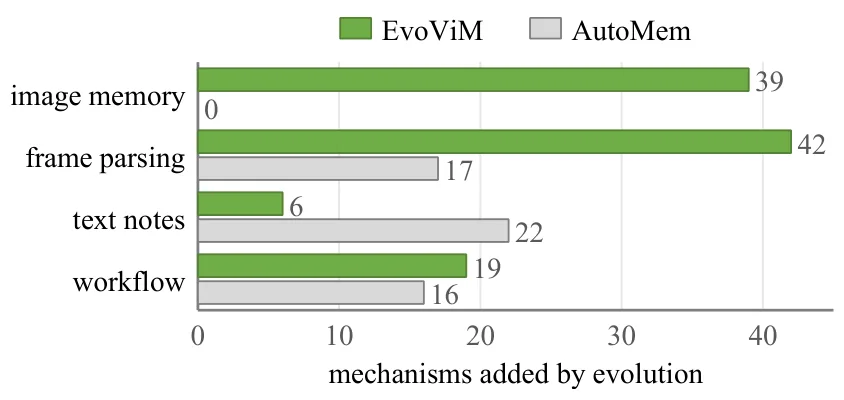 EvoViM AutoMem
image memory 39
0
frame parsing 42
17
text notes 6
22
workflow 19
16
0 10 20 30 40
mechanisms added by evolution